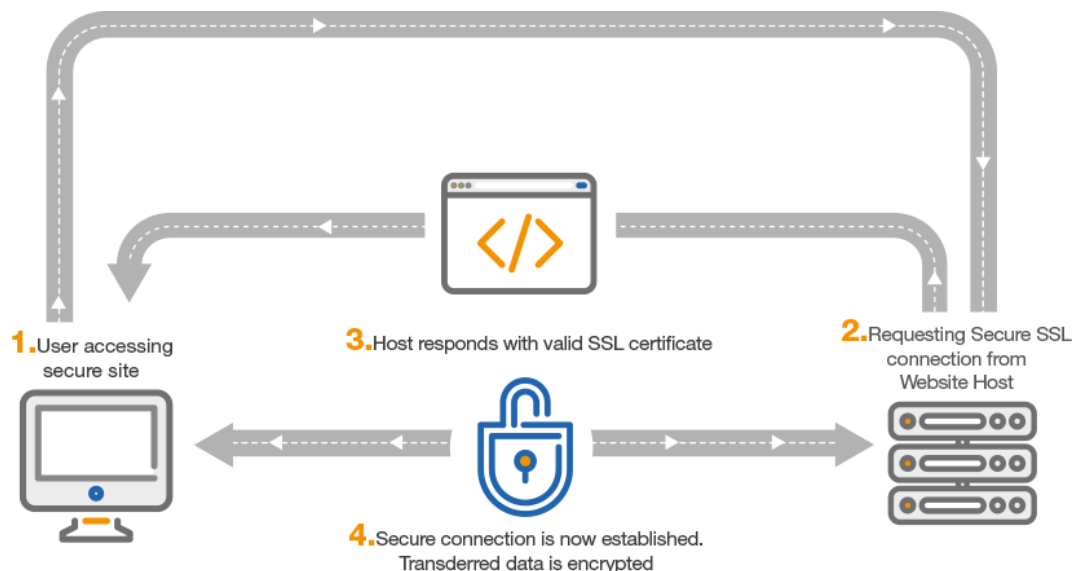 1.User accessing
secure site
3.Host responds with valid SSL certificate
2.Requesting Secure SSL
connection from
Website Host
4.Secure connection is now established.
Transderred data is encrypted